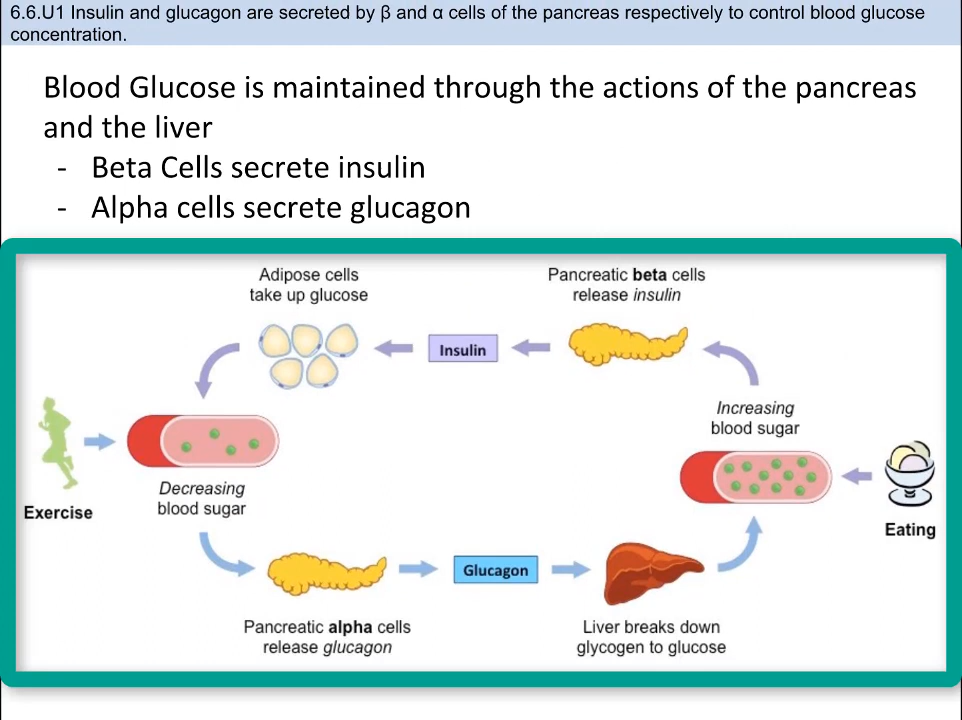 6.6.U1 Insulin and glucagon are secreted by β and α cells of the pancreas respectively to control blood glucose
concentration.
Blood Glucose is maintained through the actions of the pancreas
and the liver
- Beta Cells secrete insulin
- Alpha cells secrete glucagon
Adipose cells
take up glucose
Pancreatic beta cells
release insulin
Insulin
Increasing
blood sugar
Exercise
Decreasing
blood sugar
Eating
Glucagon
Pancreatic alpha cells
release glucagon
Liver breaks down
glycogen to glucose